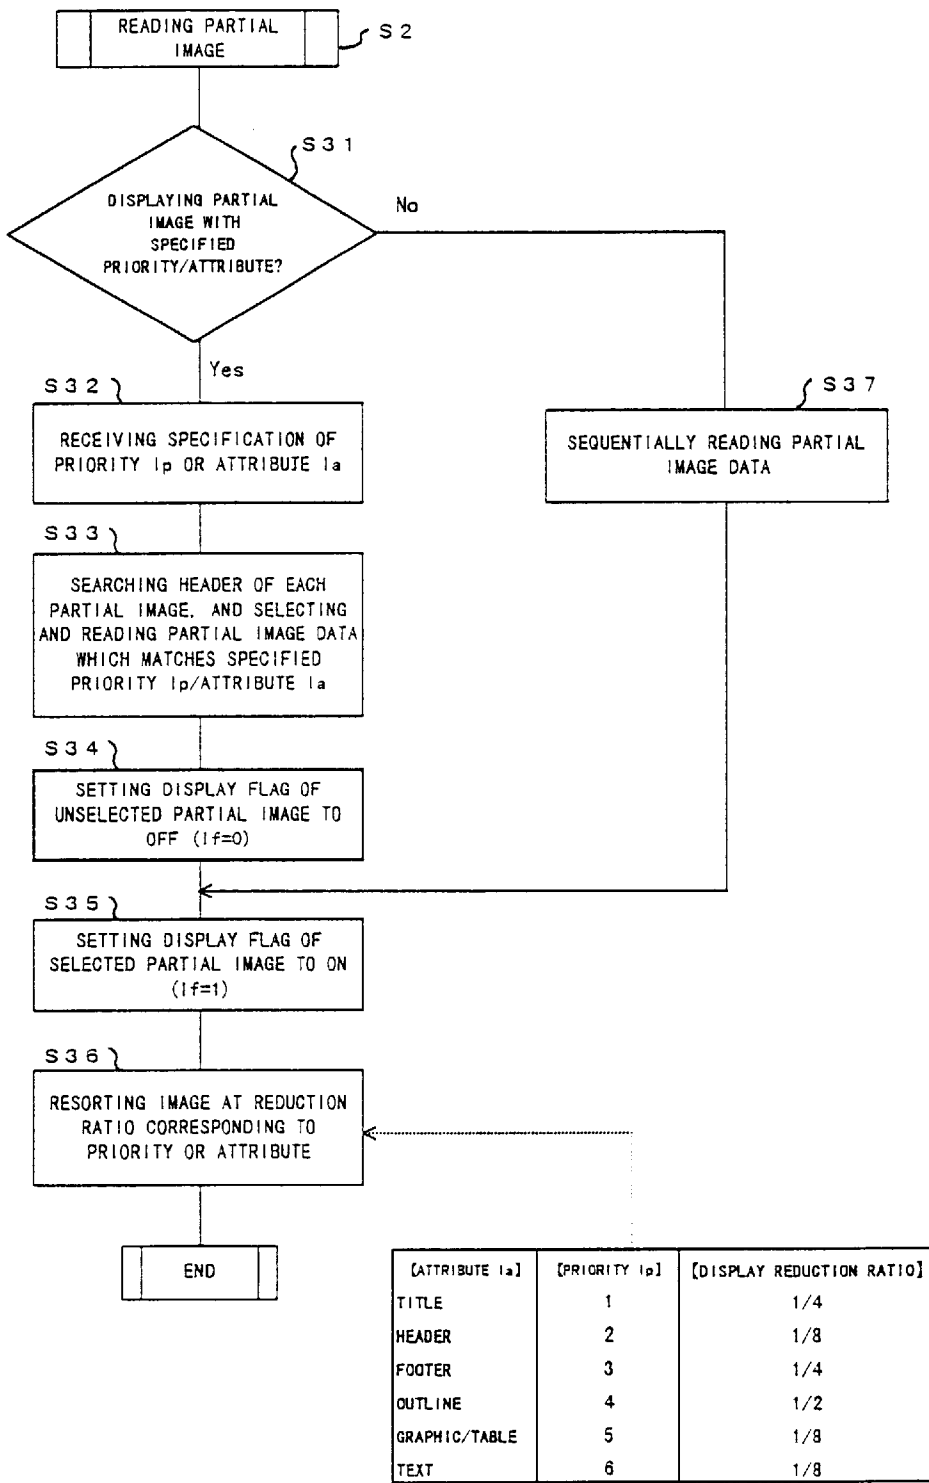 READING PARTIAL
IMAGE
S2
S31
DISPLAYING PARTIAL
IMAGE WITH
SPECIFIED
PRIORITY/ATTRIBUTE?
No
Yes
S32
RECEIVING SPECIFICATION OF
PRIORITY Ip OR ATTRIBUTE Ia
S37
SEQUENTIALLY READING PARTIAL
IMAGE DATA
S33
SEARCHING HEADER OF EACH
PARTIAL IMAGE, AND SELECTING
AND READING PARTIAL IMAGE DATA
WHICH MATCHES SPECIFIED
PRIORITY Ip/ATTRIBUTE Ia
S34
SETTING DISPLAY FLAG OF
UNSELECTED PARTIAL IMAGE TO
OFF (If=0)
S35
SETTING DISPLAY FLAG OF
SELECTED PARTIAL IMAGE TO ON
(If=1)
S36
RESORTING IMAGE AT REDUCTION
RATIO CORRESPONDING TO
PRIORITY OR ATTRIBUTE
END
[ATTRIBUTE Ia] [PRIORITY Ip] [DISPLAY REDUCTION RATIO]
TITLE 1 1/4
HEADER 2 1/8
FOOTER 3 1/4
OUTLINE 4 1/2
GRAPHIC/TABLE 5 1/8
TEXT 6 1/8